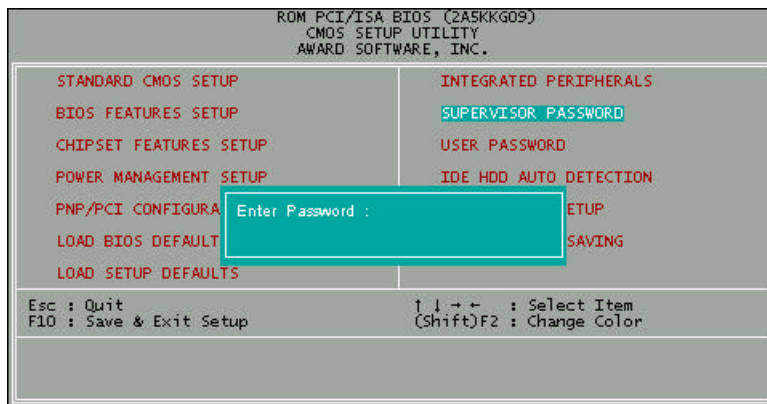 ROM PCI/ISA BIOS (2A5KKG09)
CMOS SETUP UTILITY
AWARD SOFTWARE, INC.
STANDARD CMOS SETUP
BIOS FEATURES SETUP
CHIPSET FEATURES SETUP
POWER MANAGEMENT SETUP
PNP/PCI CONFIGURA
LOAD BIOS DEFAULT
LOAD SETUP DEFAULTS
INTEGRATED PERIPHERALS
SUPERVISOR PASSWORD
USER PASSWORD
IDE HDD AUTO DETECTION
ETUP
SAVING
Enter Password :
Esc : Quit
F10 : Save & Exit Setup
↑ ↓ → ← : Select Item
(Shift)F2 : Change Color